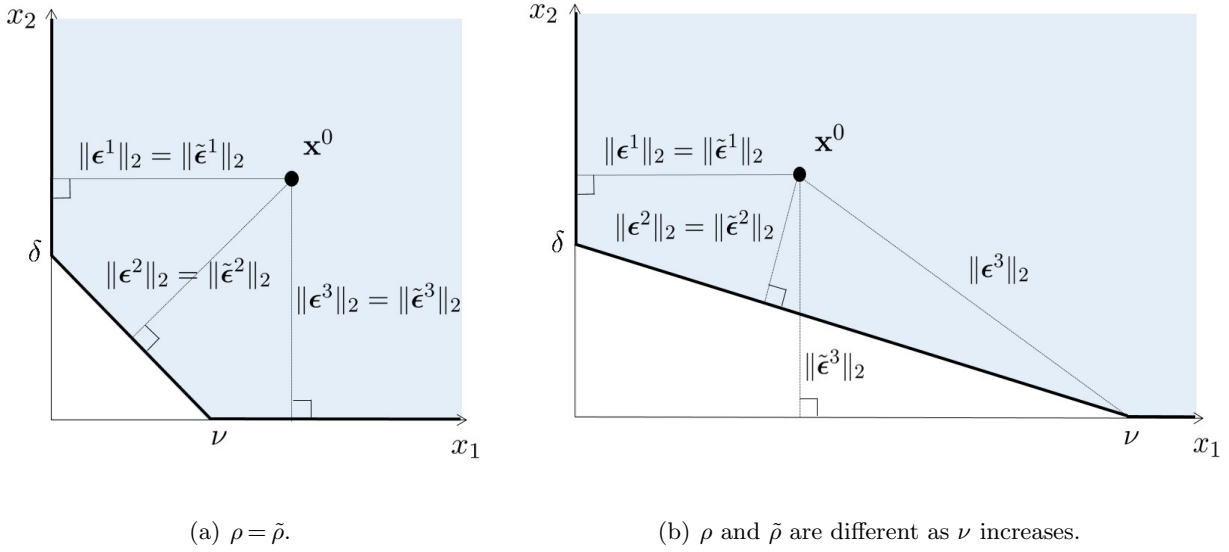 x₂
‖ϵ¹‖₂ = ‖ϵ̃¹‖₂
x⁰
δ
‖ϵ²‖₂ = ‖ϵ̃²‖₂
‖ϵ³‖₂ = ‖ϵ̃³‖₂
ν
x₁
(a) ρ = ρ̃.
x₂
‖ϵ¹‖₂ = ‖ϵ̃¹‖₂
x⁰
‖ϵ²‖₂ = ‖ϵ̃²‖₂
δ
‖ϵ³‖₂
‖ϵ̃³‖₂
ν
x₁
(b) ρ and ρ̃ are different as ν increases.